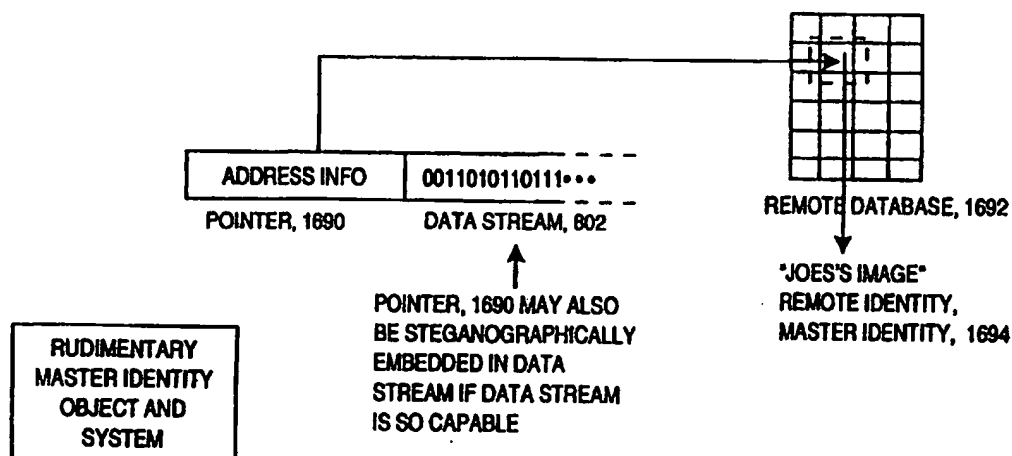 ADDRESS INFO
0011010110111•••
POINTER, 1690
DATA STREAM, 802
REMOTE DATABASE, 1692
"JOES'S IMAGE"
REMOTE IDENTITY,
MASTER IDENTITY, 1694
POINTER, 1690 MAY ALSO
BE STEGANOGRAPHICALLY
EMBEDDED IN DATA
STREAM IF DATA STREAM
IS SO CAPABLE
RUDIMENTARY
MASTER IDENTITY
OBJECT AND
SYSTEM